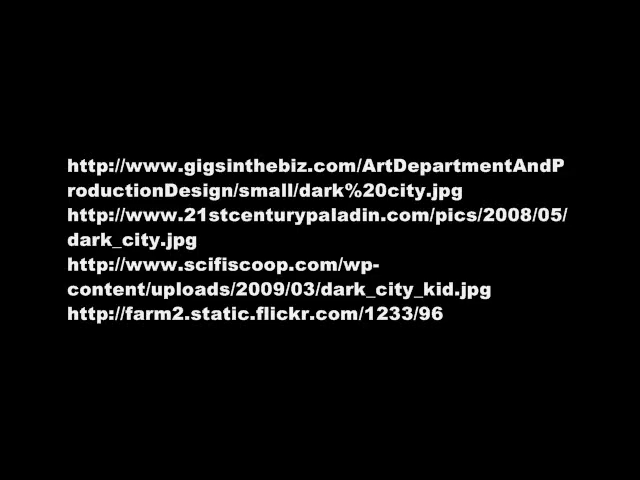 http://www.gigsinthebiz.com/ArtDepartmentAndP
roductionDesign/small/dark%20city.jpg
http://www.21stcenturypaladin.com/pics/2008/05/
dark_city.jpg
http://www.scifiscoop.com/wp-
content/uploads/2009/03/dark_city_kid.jpg
http://farm2.static.flickr.com/1233/96